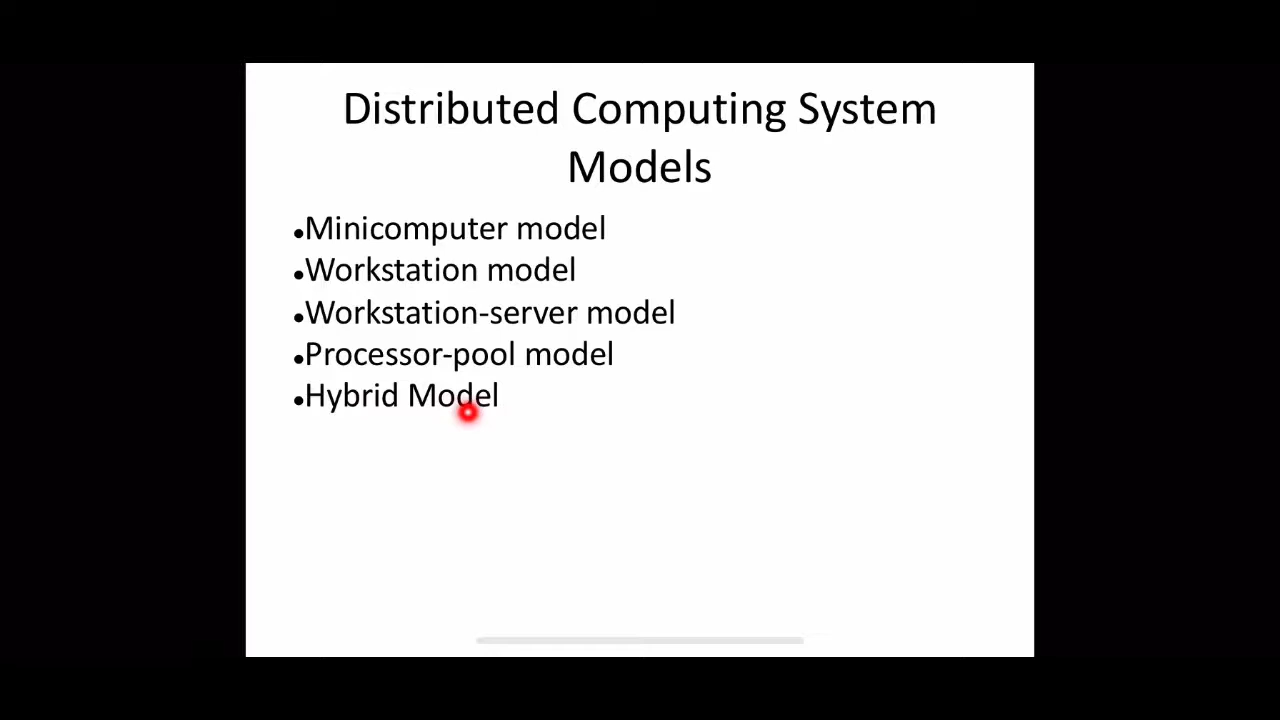 Distributed Computing System
Models
•Minicomputer model
•Workstation model
•Workstation-server model
•Processor-pool model
•Hybrid Model